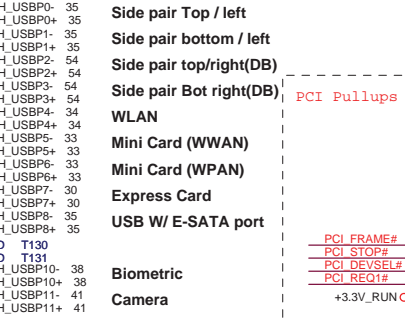 H_USBP0- 35
H_USBP0+ 35
Side pair Top / left
H_USBP1- 35
H_USBP1+ 35
Side pair bottom / left
H_USBP2- 54
H_USBP2+ 54
Side pair top/right(DB)
H_USBP3- 54
H_USBP3+ 54
Side pair Bot right(DB)
H_USBP4- 34
H_USBP4+ 34
WLAN
H_USBP5- 33
H_USBP5+ 33
Mini Card (WWAN)
H_USBP6- 33
H_USBP6+ 33
Mini Card (WPAN)
H_USBP7- 30
H_USBP7+ 30
Express Card
H_USBP8- 35
H_USBP8+ 35
USB W/ E-SATA port
T130
T131
H_USBP10- 38
H_USBP10+ 38
Biometric
H_USBP11- 41
H_USBP11+ 41
Camera
PCI Pullups
PCI_FRAME#
PCI_STOP#
PCI_DEVSEL#
PCI_REQ1#
+3.3V_RUN